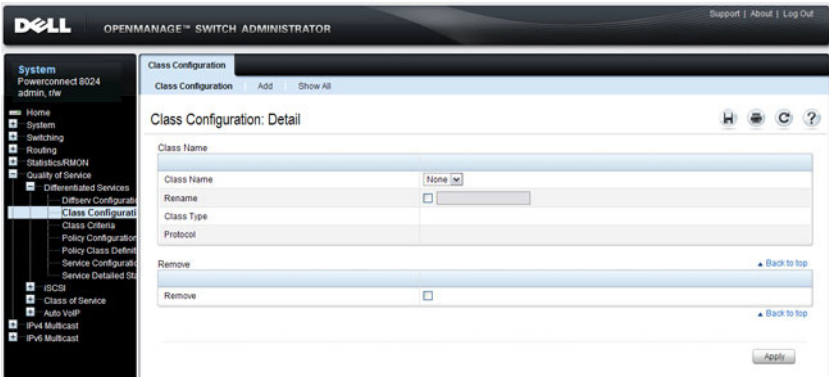 Support | About | Log Out
DELL OPENMANAGE™ SWITCH ADMINISTRATOR
System
Powerconnect 8024
admin, r/w
Home
System
Switching
Routing
Statistics/RMON
Quality of Service
Differentiated Services
Diffserv Configurati
Class Configurati
Class Criteria
Policy Configuration
Policy Class Definit
Service Configuratio
Service Detailed Sta
iSCSI
Class of Service
Auto VoIP
IPv4 Multicast
IPv6 Multicast
Class Configuration
Class Configuration Add Show All
Class Configuration: Detail
Class Name
Class Name None
Rename
Class Type
Protocol
Remove ▲ Back to top
Remove
▲ Back to top
Apply